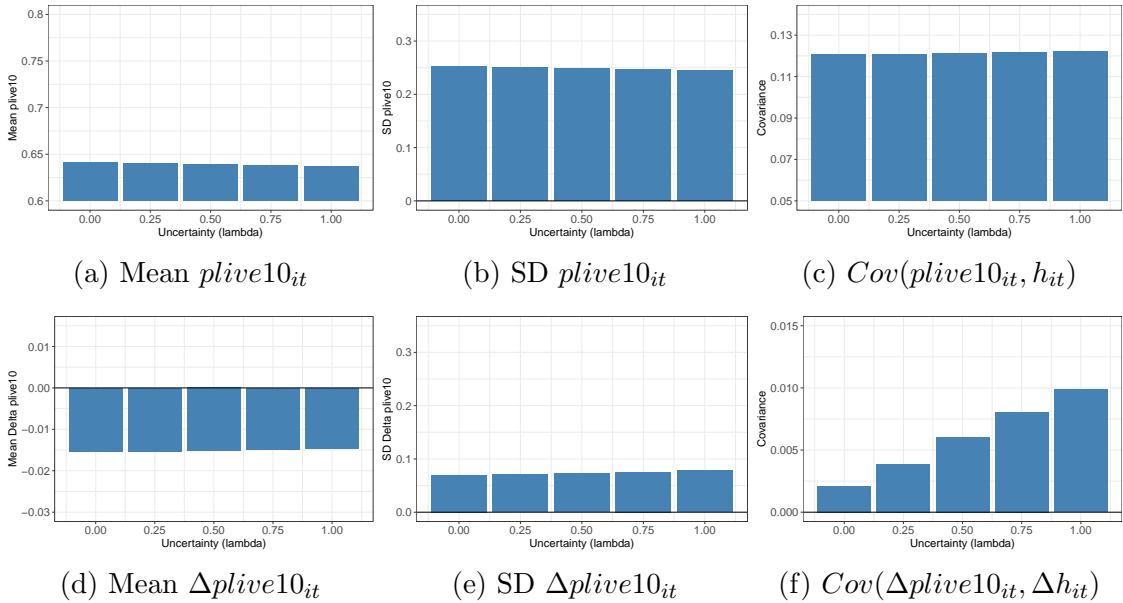 0.8
0.75
0.7
0.65
0.6
Mean plive10
0.00 0.25 0.50 0.75 1.00
Uncertainty (lambda)
(a) Mean plive10it
0.3
0.2
0.1
0
SD plive10
0.00 0.25 0.50 0.75 1.00
Uncertainty (lambda)
(b) SD plive10it
0.13
0.11
0.09
0.07
0.05
Covariance
0.00 0.25 0.50 0.75 1.00
Uncertainty (lambda)
(c) Cov(plive10it, hit)
0.01
0.00
−0.01
−0.02
−0.03
Mean Delta plive10
0.00 0.25 0.50 0.75 1.00
Uncertainty (lambda)
(d) Mean Δplive10it
0.3
0.2
0.1
0.0
SD Delta plive10
0.00 0.25 0.50 0.75 1.00
Uncertainty (lambda)
(e) SD Δplive10it
0.015
0.010
0.005
0.000
Covariance
0.00 0.25 0.50 0.75 1.00
Uncertainty (lambda)
(f) Cov(Δplive10it, Δhit)